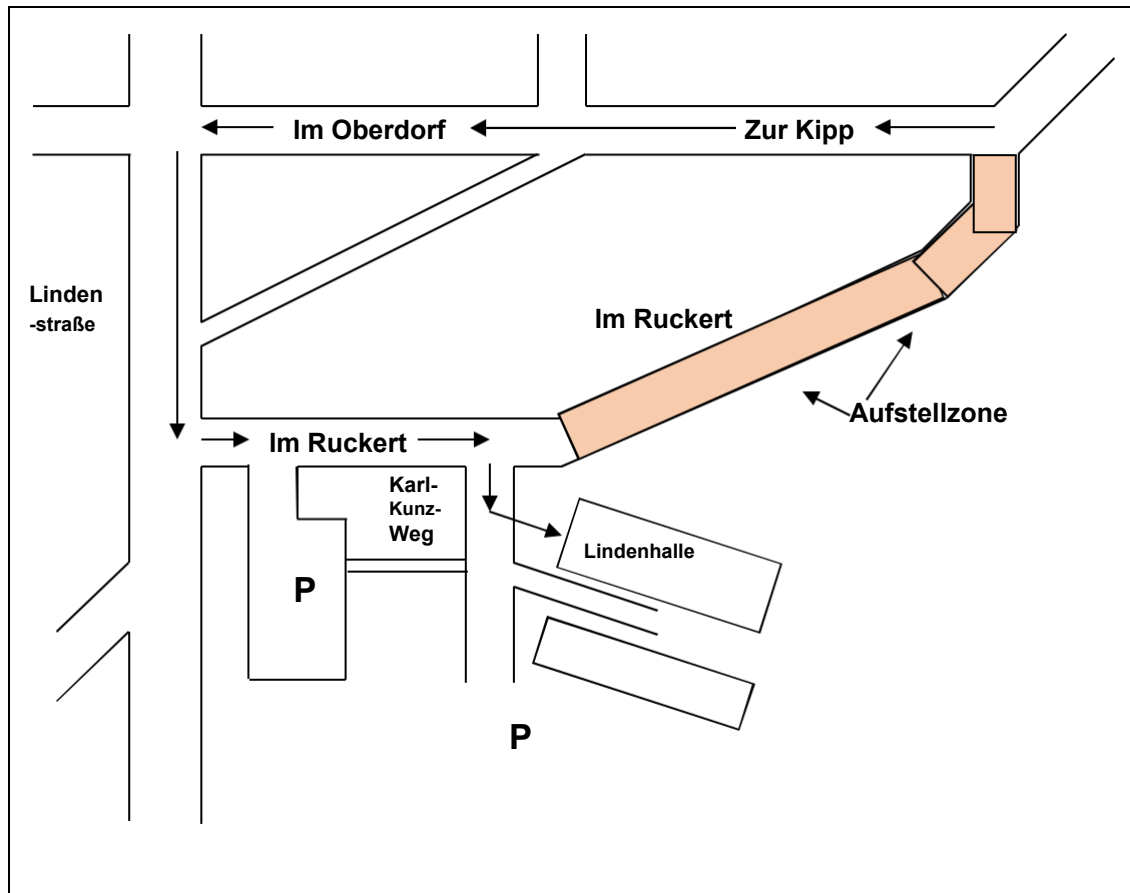 Im Oberdorf
Zur Kipp
Linden
-straße
Im Ruckert
Aufstellzone
Im Ruckert
Karl-
Kunz-
Weg
Lindenhalle
P
P